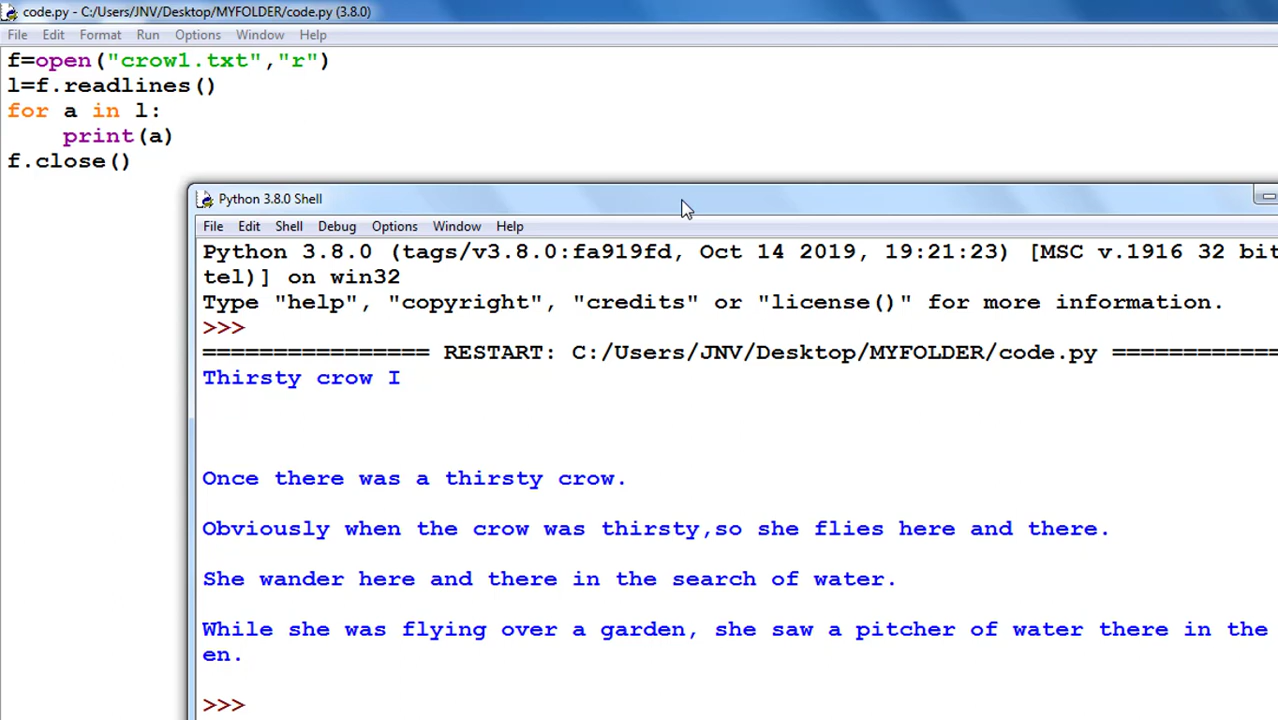 code.py - C:/Users/JNV/Desktop/MYFOLDER/code.py (3.8.0)
File Edit Format Run Options Window Help
f=open("crow1.txt","r")
l=f.readlines()
for a in l:
    print(a)
f.close()
Python 3.8.0 Shell
File Edit Shell Debug Options Window Help
Python 3.8.0 (tags/v3.8.0:fa919fd, Oct 14 2019, 19:21:23) [MSC v.1916 32 bit
tel)] on win32
Type "help", "copyright", "credits" or "license()" for more information.
>>>
================ RESTART: C:/Users/JNV/Desktop/MYFOLDER/code.py ============
Thirsty crow I
Once there was a thirsty crow.
Obviously when the crow was thirsty,so she flies here and there.
She wander here and there in the search of water.
While she was flying over a garden, she saw a pitcher of water there in the
en.
>>>